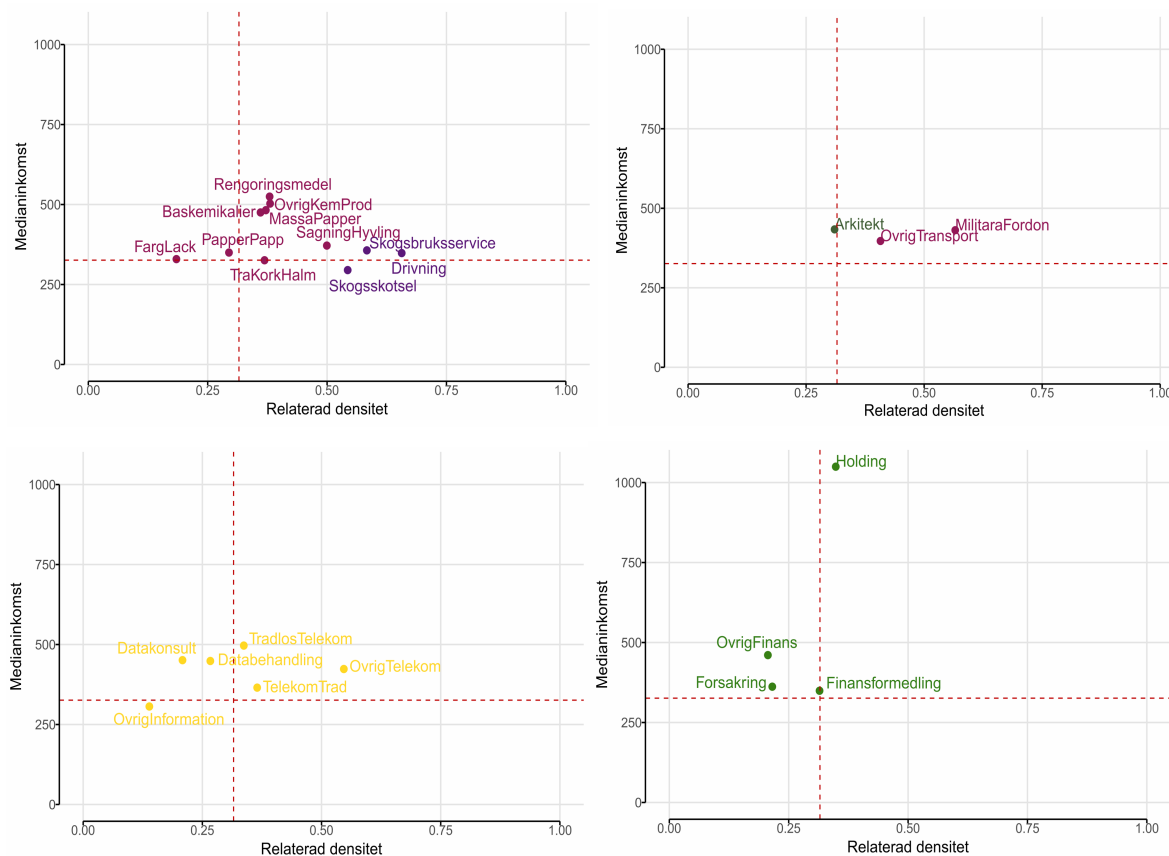 1000
750
500
250
0
Medianinkomst
Rengoringsmedel
OvrigKemProd
Baskemikalier
MassaPapper
SagningHyvling
PapperPapp
Skogsbruksservice
FargLack
TraKorkHalm
Drivning
Skogsskotsel
0.00 0.25 0.50 0.75 1.00
Relaterad densitet
1000
750
500
250
0
Medianinkomst
Arkitekt
MilitaraFordon
OvrigTransport
0.00 0.25 0.50 0.75 1.00
Relaterad densitet
1000
750
500
250
0
Medianinkomst
TradlosTelekom
Datakonsult
Databehandling
OvrigTelekom
TelekomTrad
OvrigInformation
0.00 0.25 0.50 0.75 1.00
Relaterad densitet
1000
750
500
250
0
Medianinkomst
Holding
OvrigFinans
Forsakring
Finansformedling
0.00 0.25 0.50 0.75 1.00
Relaterad densitet